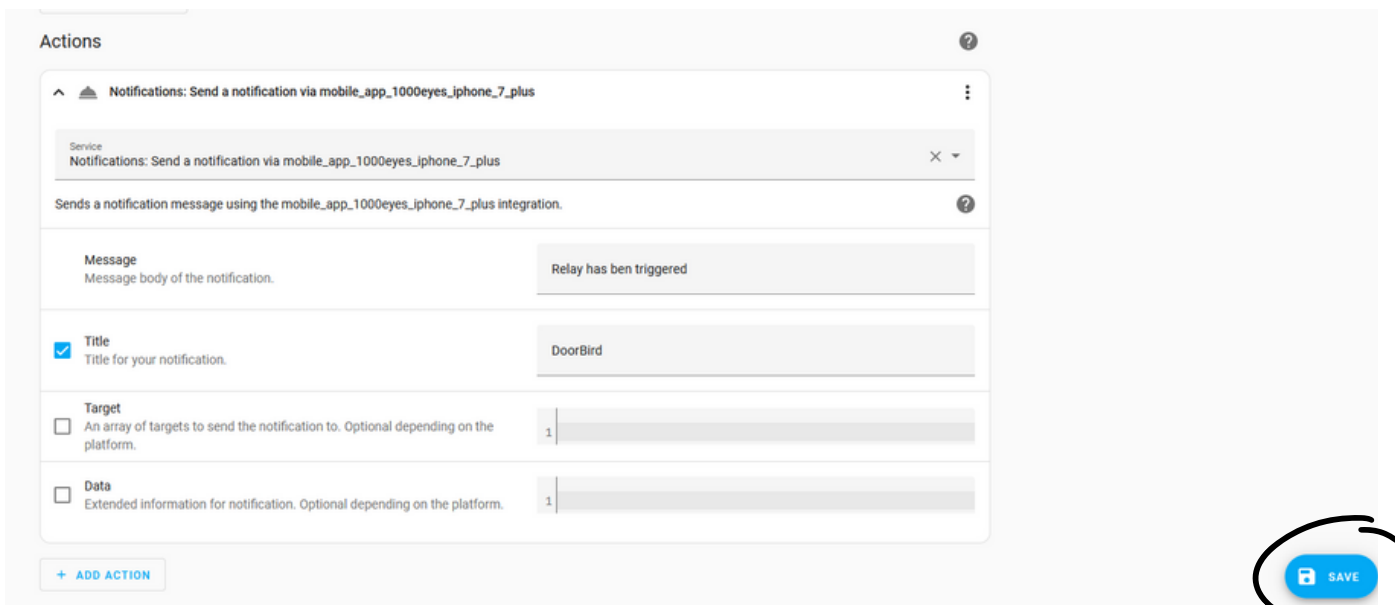 Actions
Notifications: Send a notification via mobile_app_1000eyes_iphone_7_plus
Service
Notifications: Send a notification via mobile_app_1000eyes_iphone_7_plus
Sends a notification message using the mobile_app_1000eyes_iphone_7_plus integration.
Message
Message body of the notification.
Relay has ben triggered
Title
Title for your notification.
DoorBird
Target
An array of targets to send the notification to. Optional depending on the
platform.
1
Data
Extended information for notification. Optional depending on the platform.
1
+ ADD ACTION
SAVE